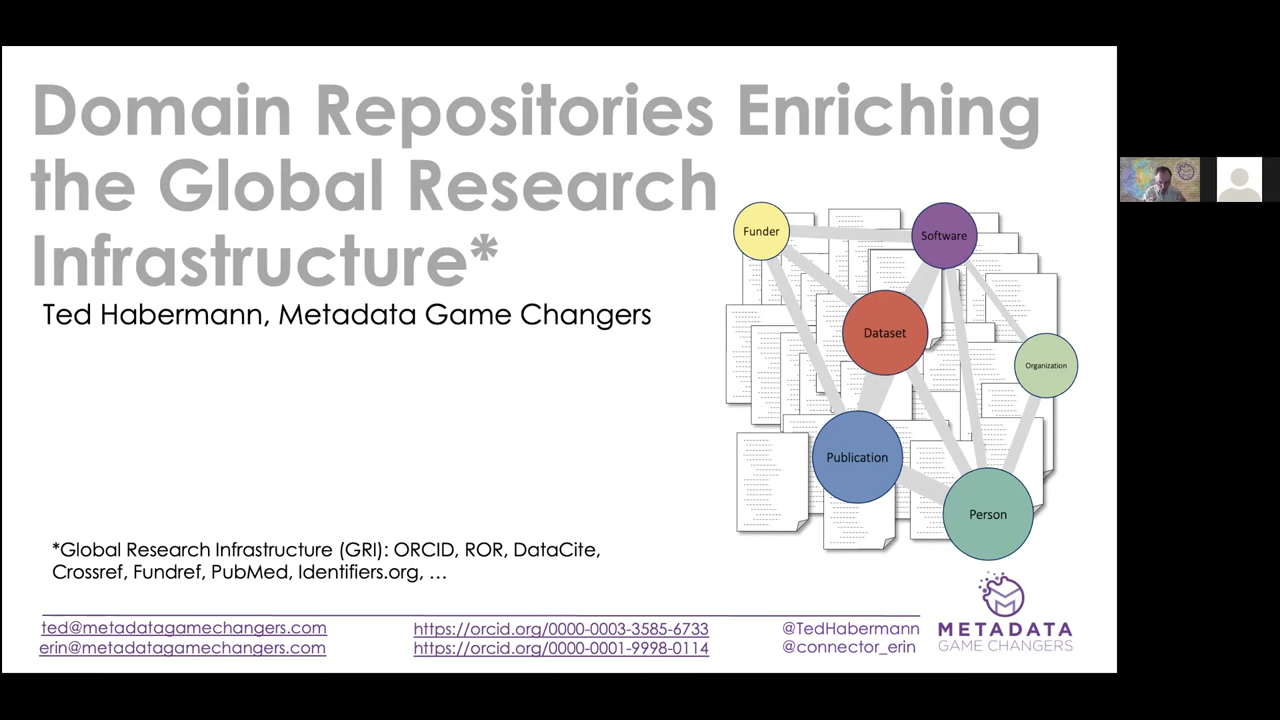 Domain Repositories Enriching
the Global Research
Infrastructure*
Ted Habermann, Metadata Game Changers
Funder
Software
Dataset
Organization
Publication
Person
*Global Research Infrastructure (GRI): ORCID, ROR, DataCite,
Crossref, Fundref, PubMed, Identifiers.org, …
ted@metadatagamechangers.com
erin@metadatagamechangers.com
https://orcid.org/0000-0003-3585-6733
https://orcid.org/0000-0001-9998-0114
@TedHabermann
@connector_erin
METADATA
GAME CHANGERS